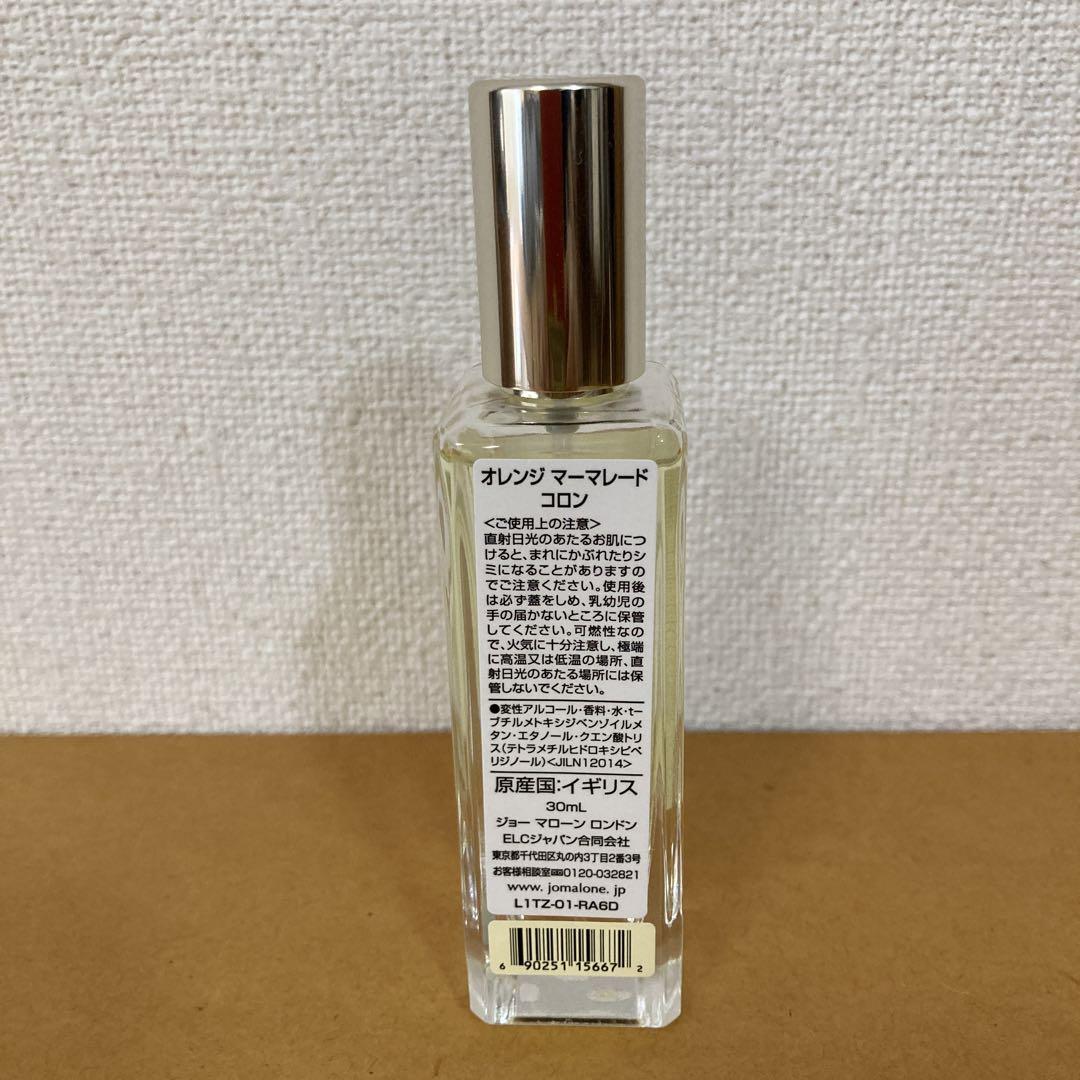 オレンジ マーマレード
コロン
<ご使用上の注意>
直射日光のあたるお肌につ
けると、まれにかぶれたりシ
ミになることがありますの
でご注意ください。使用後
は必ず蓋をしめ、乳幼児の
手の届かないところに保管
してください。可燃性なの
で、火気に十分注意し、極端
に高温又は低温の場所、直
射日光のあたる場所には保
管しないでください。
●変性アルコール・香料・水・t-
ブチルメトキシジベンゾイルメ
タン・エタノール・クエン酸トリ
ス(テトラメチルヒドロキシピペ
リジノール)<JILN12014>
原産国:イギリス
30mL
ジョー マローン ロンドン
ELCジャパン合同会社
東京都千代田区丸の内3丁目2番3号
お客様相談室 0120-032821
www. jomalone. jp
L1TZ-01-RA6D
6 90251 15667 2